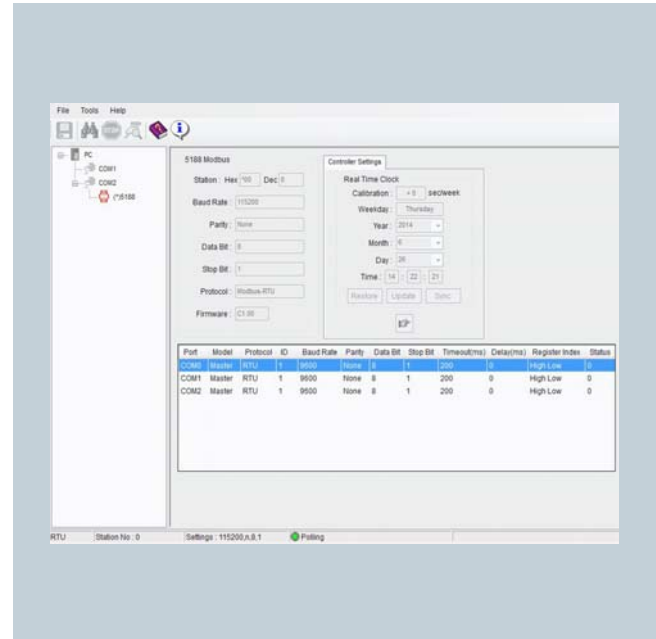 File Tools Help
PC
COM1
COM2
(*)5188
5188 Modbus
Station : Hex *00 Dec 0
Baud Rate : 115200
Parity : None
Data Bit : 8
Stop Bit : 1
Protocol : Modbus-RTU
Firmware : C1.00
Controller Settings
Real Time Clock
Calibration : sec/week
Weekday : Thursday
Year : 2014
Month : 6
Day : 26
Time : 14 : 22 : 21
Restore Update Sync
Port Model Protocol ID Baud Rate Parity Data Bit Stop Bit Timeout(ms) Delay(ms) Register Index Status
COM0 Master RTU 1 9600 None 8 1 200 0 High Low 0
COM1 Master RTU 1 9600 None 8 1 200 0 High Low 0
COM2 Master RTU 1 9600 None 8 1 200 0 High Low 0
RTU Station No : 0 Settings : 115200,n,8,1 Polling